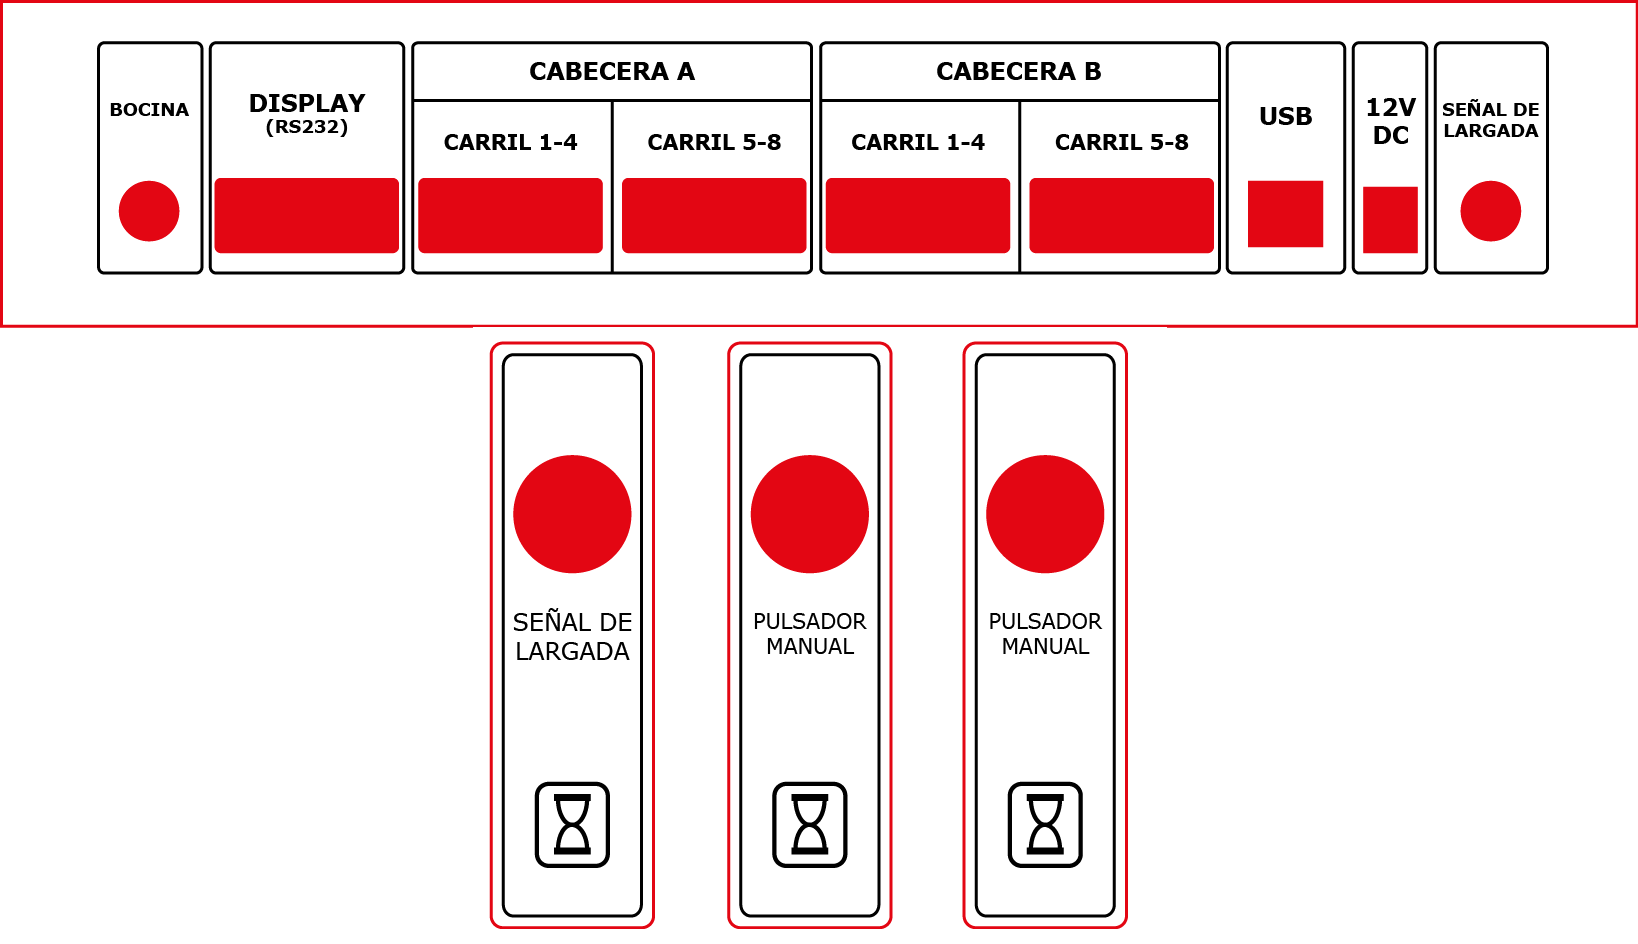 BOCINA
DISPLAY
(RS232)
CABECERA A
CARRIL 1-4
CARRIL 5-8
CABECERA B
CARRIL 1-4
CARRIL 5-8
USB
12V
DC
SEÑAL DE
LARGADA
SEÑAL DE
LARGADA
PULSADOR
MANUAL
PULSADOR
MANUAL